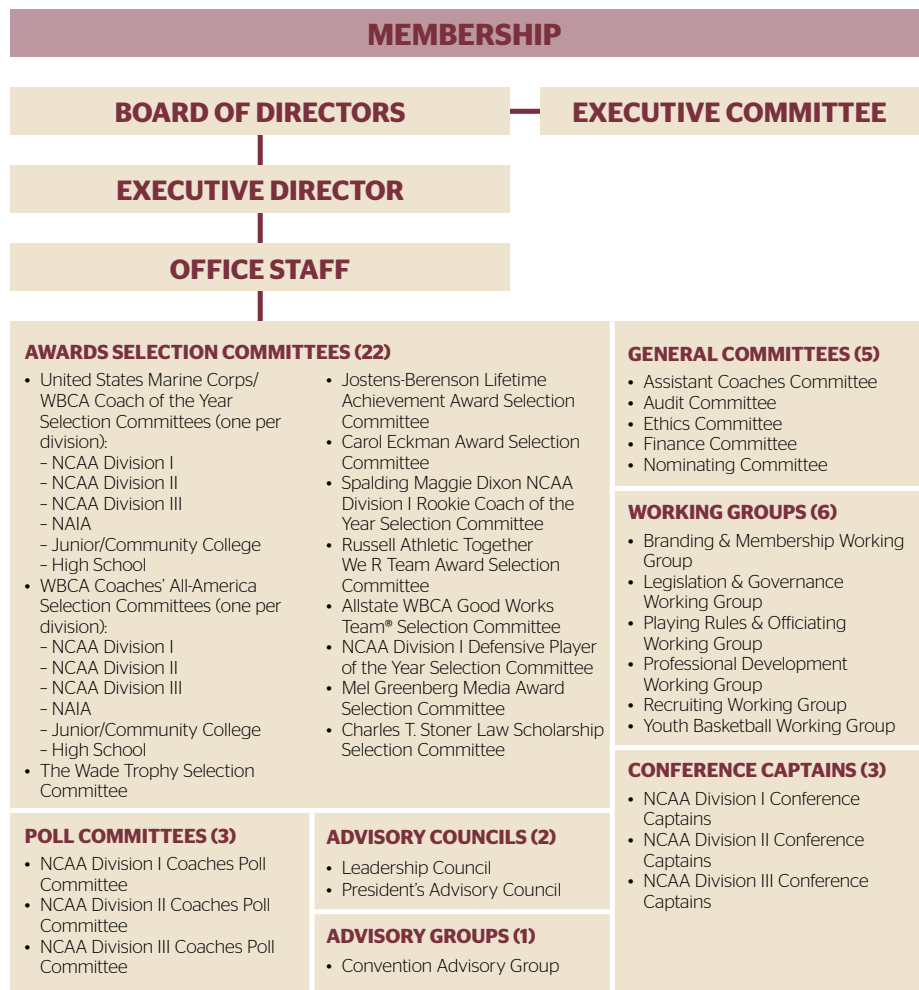 MEMBERSHIP
BOARD OF DIRECTORS
EXECUTIVE COMMITTEE
EXECUTIVE DIRECTOR
OFFICE STAFF
AWARDS SELECTION COMMITTEES (22)
• United States Marine Corps/
WBCA Coach of the Year
Selection Committees (one per
division):
– NCAA Division I
– NCAA Division II
– NCAA Division III
– NAIA
– Junior/Community College
– High School
• WBCA Coaches’ All-America
Selection Committees (one per
division):
– NCAA Division I
– NCAA Division II
– NCAA Division III
– NAIA
– Junior/Community College
– High School
• The Wade Trophy Selection
Committee
• Jostens-Berenson Lifetime
Achievement Award Selection
Committee
• Carol Eckman Award Selection
Committee
• Spalding Maggie Dixon NCAA
Division I Rookie Coach of the
Year Selection Committee
• Russell Athletic Together
We R Team Award Selection
Committee
• Allstate WBCA Good Works
Team® Selection Committee
• NCAA Division I Defensive Player
of the Year Selection Committee
• Mel Greenberg Media Award
Selection Committee
• Charles T. Stoner Law Scholarship
Selection Committee
GENERAL COMMITTEES (5)
• Assistant Coaches Committee
• Audit Committee
• Ethics Committee
• Finance Committee
• Nominating Committee
WORKING GROUPS (6)
• Branding & Membership Working
Group
• Legislation & Governance
Working Group
• Playing Rules & Officiating
Working Group
• Professional Development
Working Group
• Recruiting Working Group
• Youth Basketball Working Group
CONFERENCE CAPTAINS (3)
• NCAA Division I Conference
Captains
• NCAA Division II Conference
Captains
• NCAA Division III Conference
Captains
POLL COMMITTEES (3)
• NCAA Division I Coaches Poll
Committee
• NCAA Division II Coaches Poll
Committee
• NCAA Division III Coaches Poll
Committee
ADVISORY COUNCILS (2)
• Leadership Council
• President’s Advisory Council
ADVISORY GROUPS (1)
• Convention Advisory Group